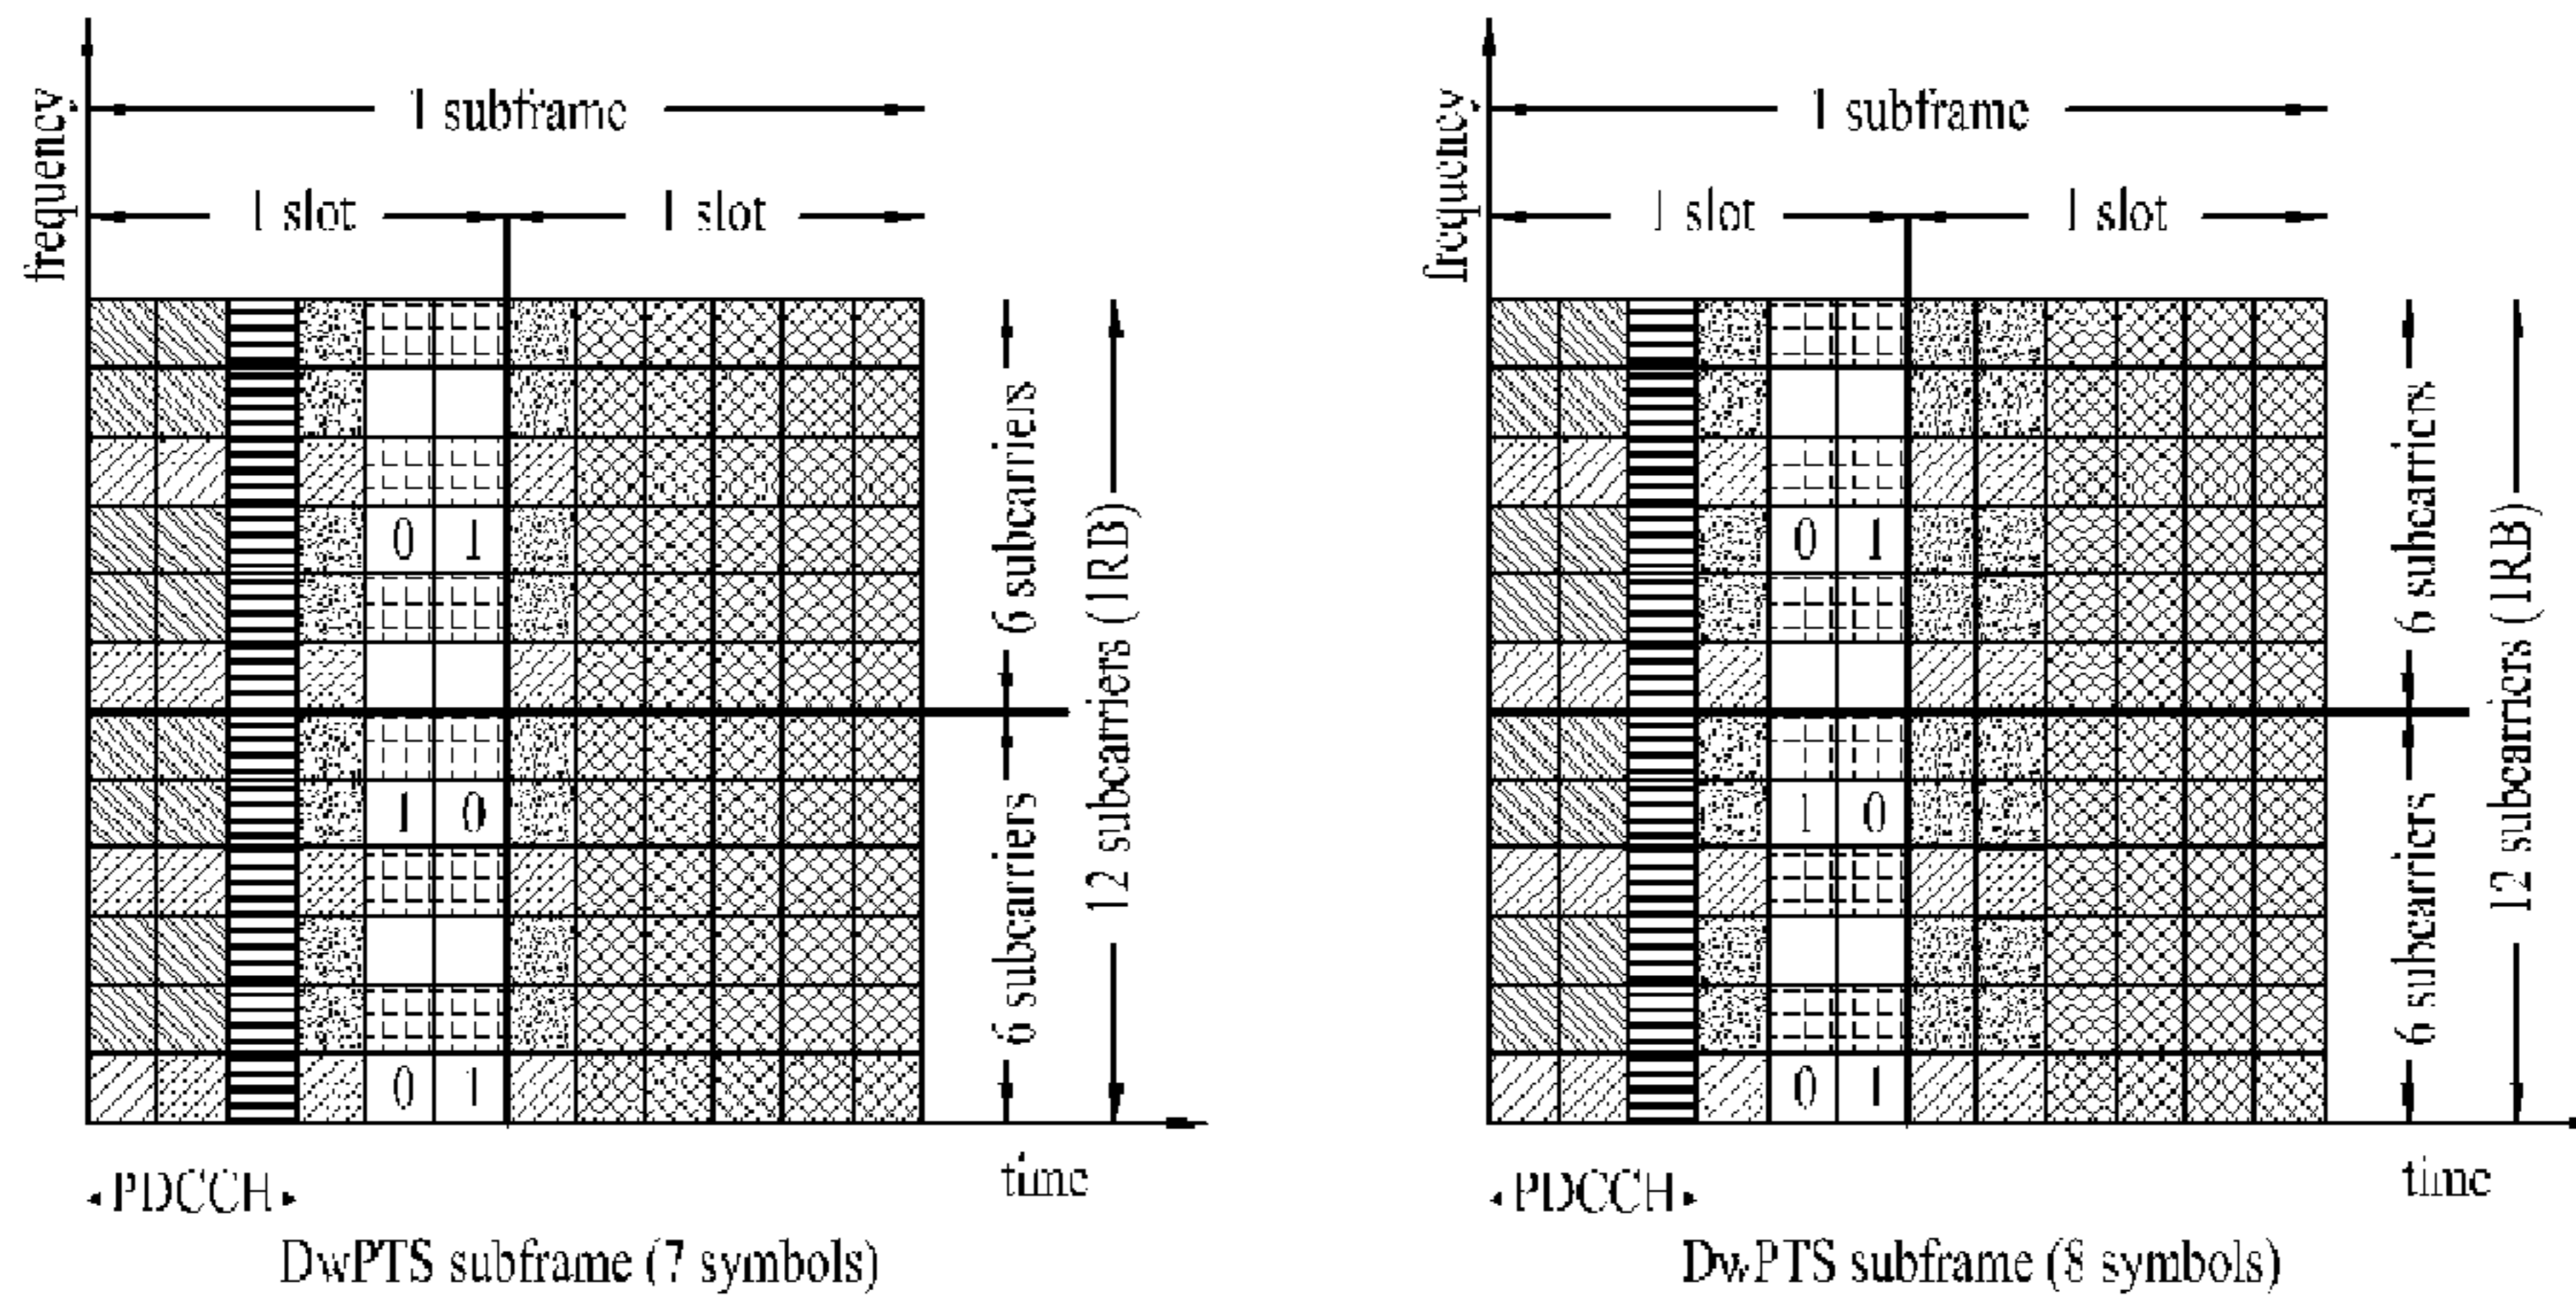 frequency
1 subframe
1 slot 1 slot
0 1
1 0
0 1
6 subcarriers
6 subcarriers
12 subcarriers (1RB)
time
PDCCH
DwPTS subframe (7 symbols)
frequency
1 subframe
1 slot 1 slot
0 1
1 0
0 1
6 subcarriers
6 subcarriers
12 subcarriers (1RB)
time
PDCCH
DwPTS subframe (8 symbols)